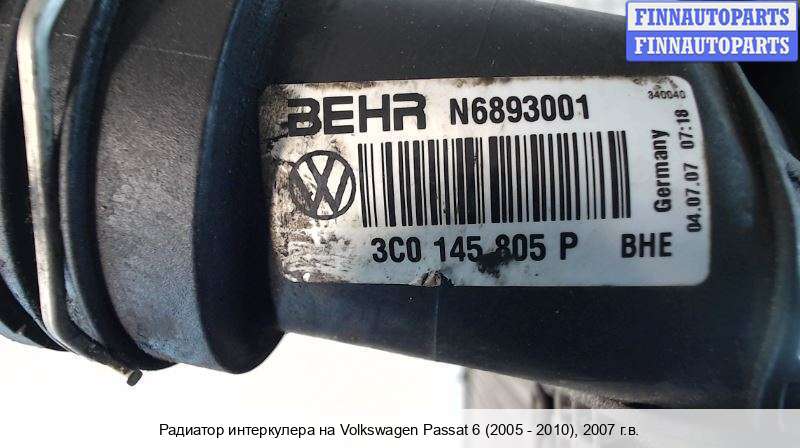 FINNAUTOPARTS
FINNAUTOPARTS
BEHR N6893001
340040
Germany
04.07.07 07:18
3C0 145 805 P BHE
Радиатор интеркулера на Volkswagen Passat 6 (2005 - 2010), 2007 г.в.